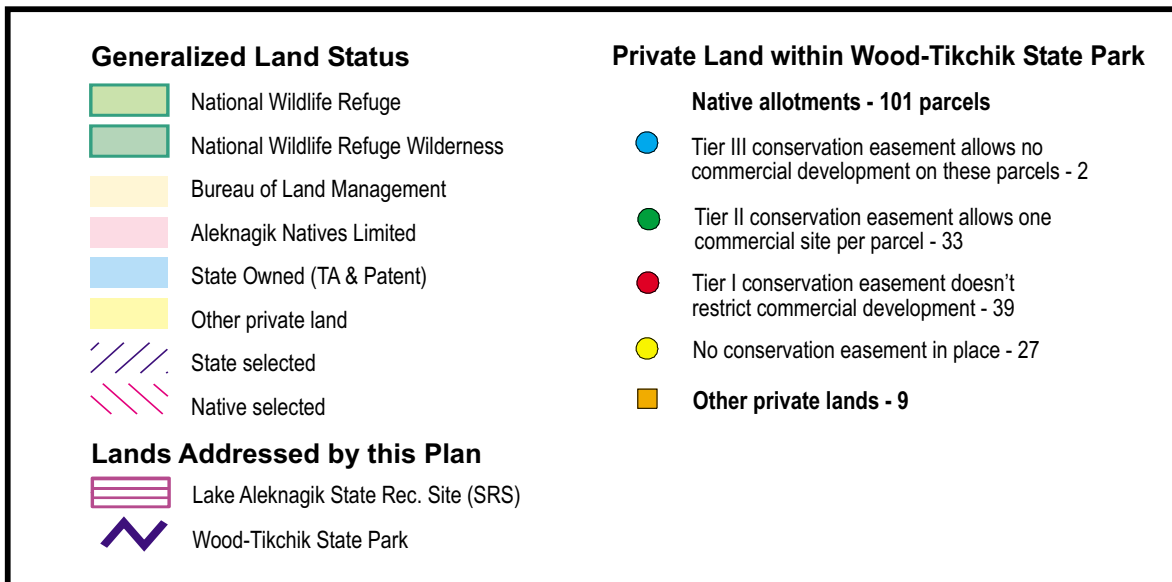 Generalized Land Status
National Wildlife Refuge
National Wildlife Refuge Wilderness
Bureau of Land Management
Aleknagik Natives Limited
State Owned (TA & Patent)
Other private land
State selected
Native selected
Lands Addressed by this Plan
Lake Aleknagik State Rec. Site (SRS)
Wood-Tikchik State Park
Private Land within Wood-Tikchik State Park
Native allotments - 101 parcels
Tier III conservation easement allows no
commercial development on these parcels - 2
Tier II conservation easement allows one
commercial site per parcel - 33
Tier I conservation easement doesn't
restrict commercial development - 39
No conservation easement in place - 27
Other private lands - 9